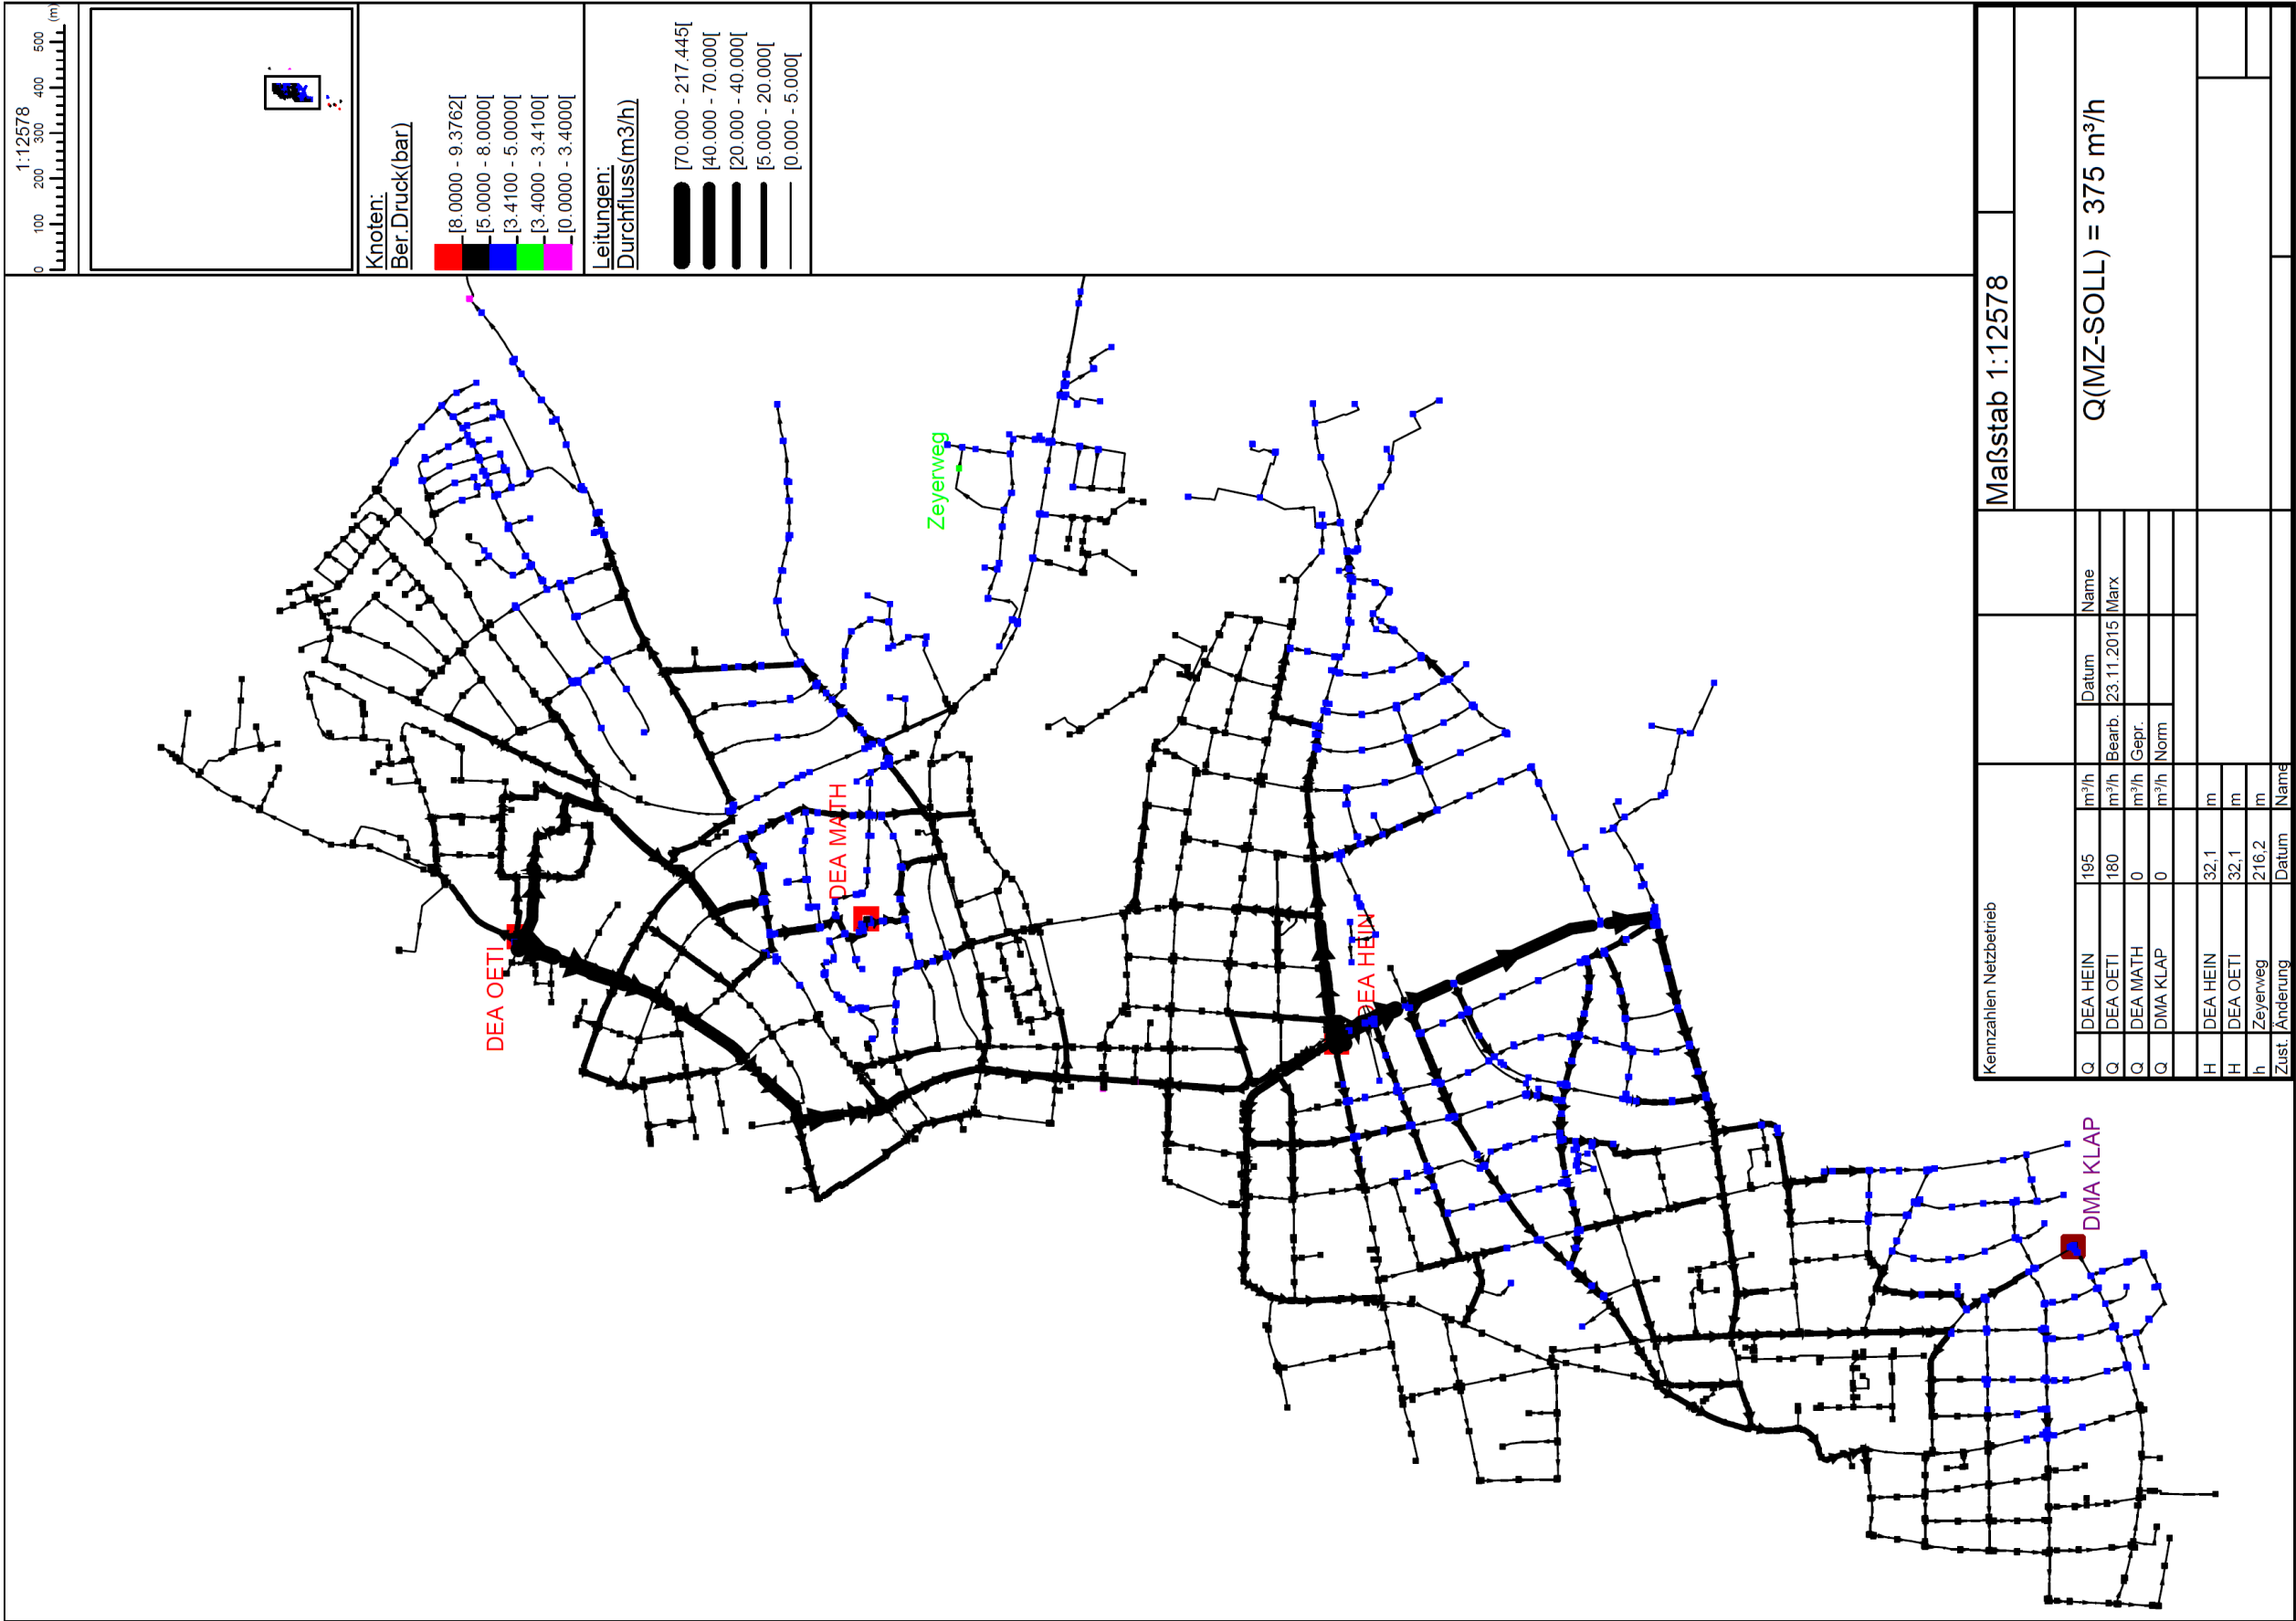 1:12578
0 100 200 300 400 500 (m)
Knoten:
Ber.Druck(bar)
[8.0000 - 9.3762[
[5.0000 - 8.0000[
[3.4100 - 5.0000[
[3.4000 - 3.4100[
[0.0000 - 3.4000[
Leitungen:
Durchfluss(m3/h)
[70.000 - 217.445[
[40.000 - 70.000[
[20.000 - 40.000[
[5.000 - 20.000[
[0.000 - 5.000[
DEA OETI
DEA MATH
Zeyerweg
DEA HEIN
DMA KLAP
Maßstab 1:12578
Kennzahlen Netzbetrieb
Datum Name
Q DEA HEIN 195 m³/h
Q DEA OETI 180 m³/h Bearb. 23.11.2015 Marx
Q DEA MATH 0 m³/h Gepr.
Q DMA KLAP 0 m³/h Norm
Q(MZ-SOLL) = 375 m³/h
H DEA HEIN 32,1 m
H DEA OETI 32,1 m
h Zeyerweg 216,2 m
Zust. Änderung Datum Name